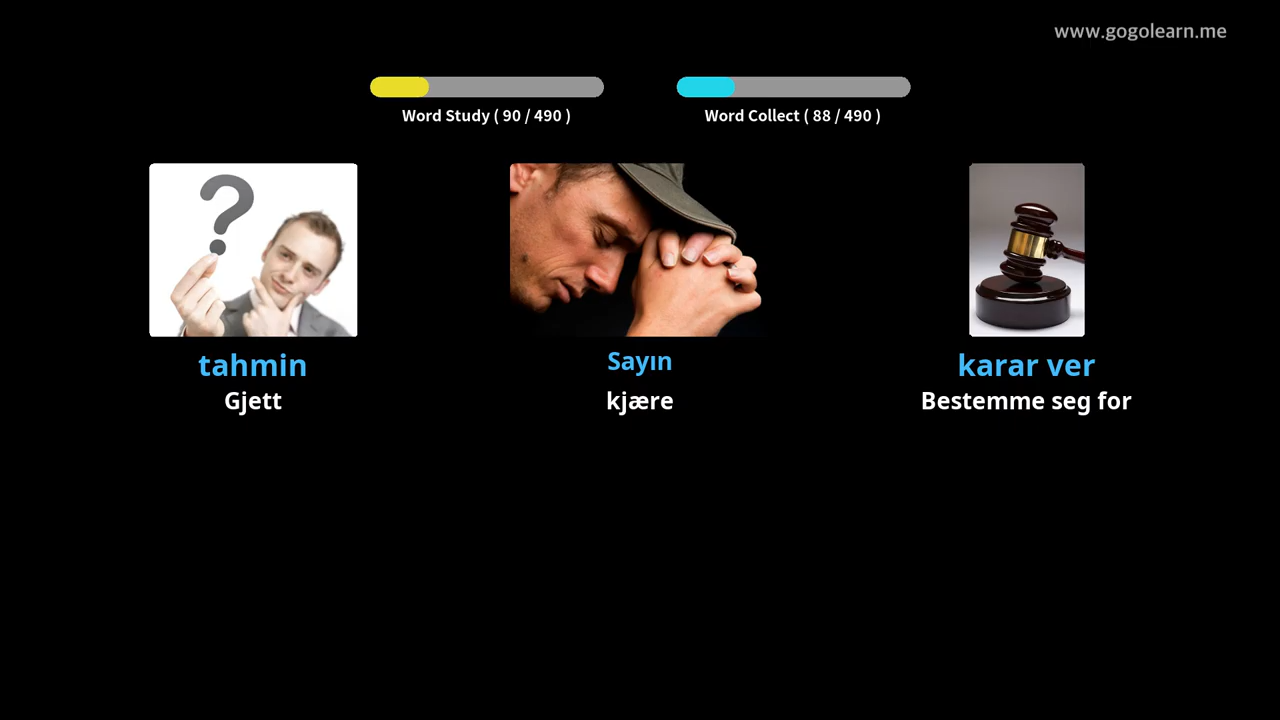 www.gogolearn.me
Word Study ( 90 / 490 )
Word Collect ( 88 / 490 )
?
tahmin
Gjett
Sayın
kjære
karar ver
Bestemme seg for